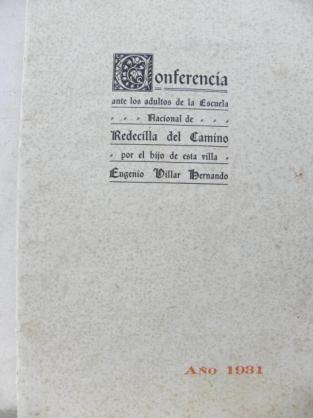 Conferencia
ante los adultos de la Escuela
Nacional de
Redecilla del Camino
por el hijo de esta villa
Eugenio Villar Hernando
Año 1931